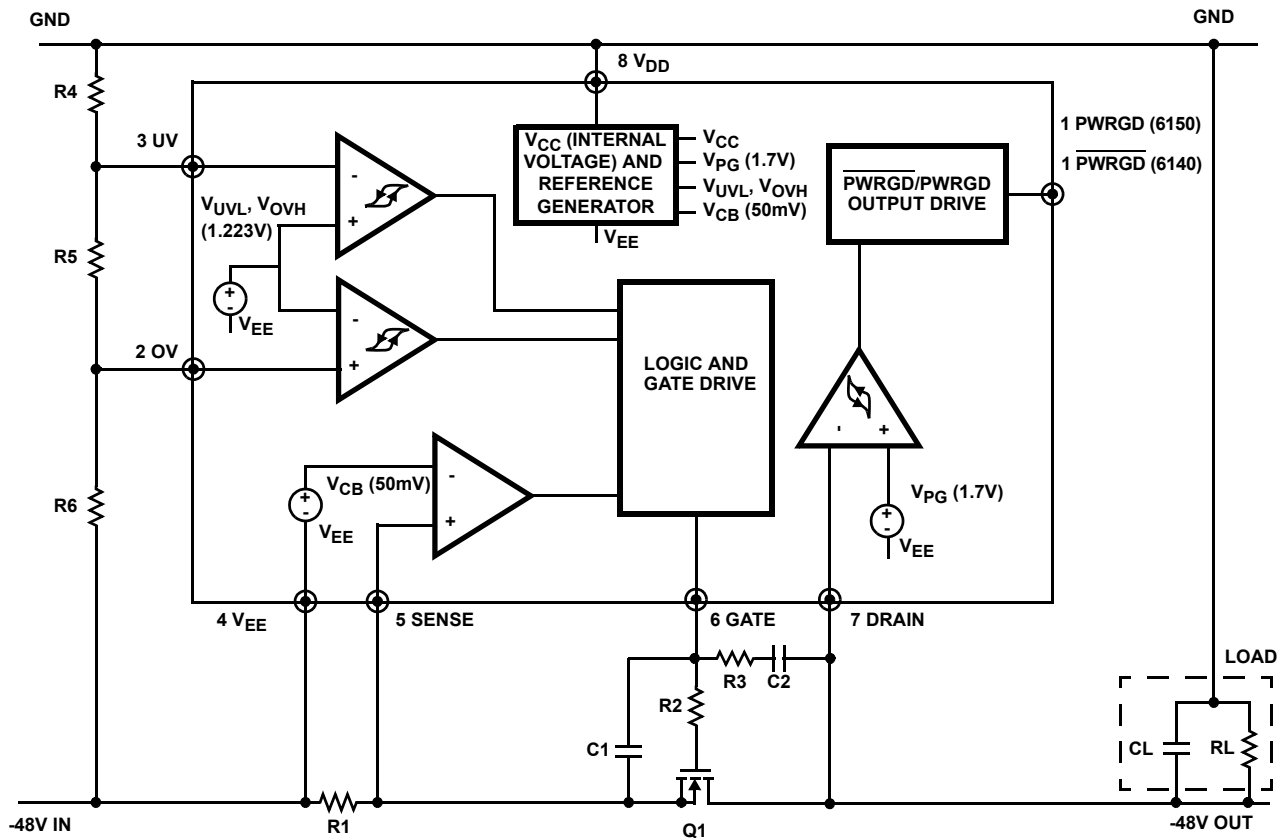 GND
GND
8 VDD
R4
3 UV
VUVL, VOVH
(1.223V)
R5
VEE
2 OV
R6
VCC (INTERNAL
VOLTAGE) AND
REFERENCE
GENERATOR
VEE
VCC
VPG (1.7V)
VUVL, VOVH
VCB (50mV)
1 PWRGD (6150)
1 PWRGD (6140)
PWRGD/PWRGD
OUTPUT DRIVE
-
+
+
-
-
+
LOGIC AND
GATE DRIVE
-
+
VPG (1.7V)
+
-
VEE
VCB (50mV)
+
-
VEE
-
+
4 VEE
5 SENSE
6 GATE
7 DRAIN
R3
C2
R2
C1
LOAD
CL
RL
-48V IN
R1
Q1
-48V OUT